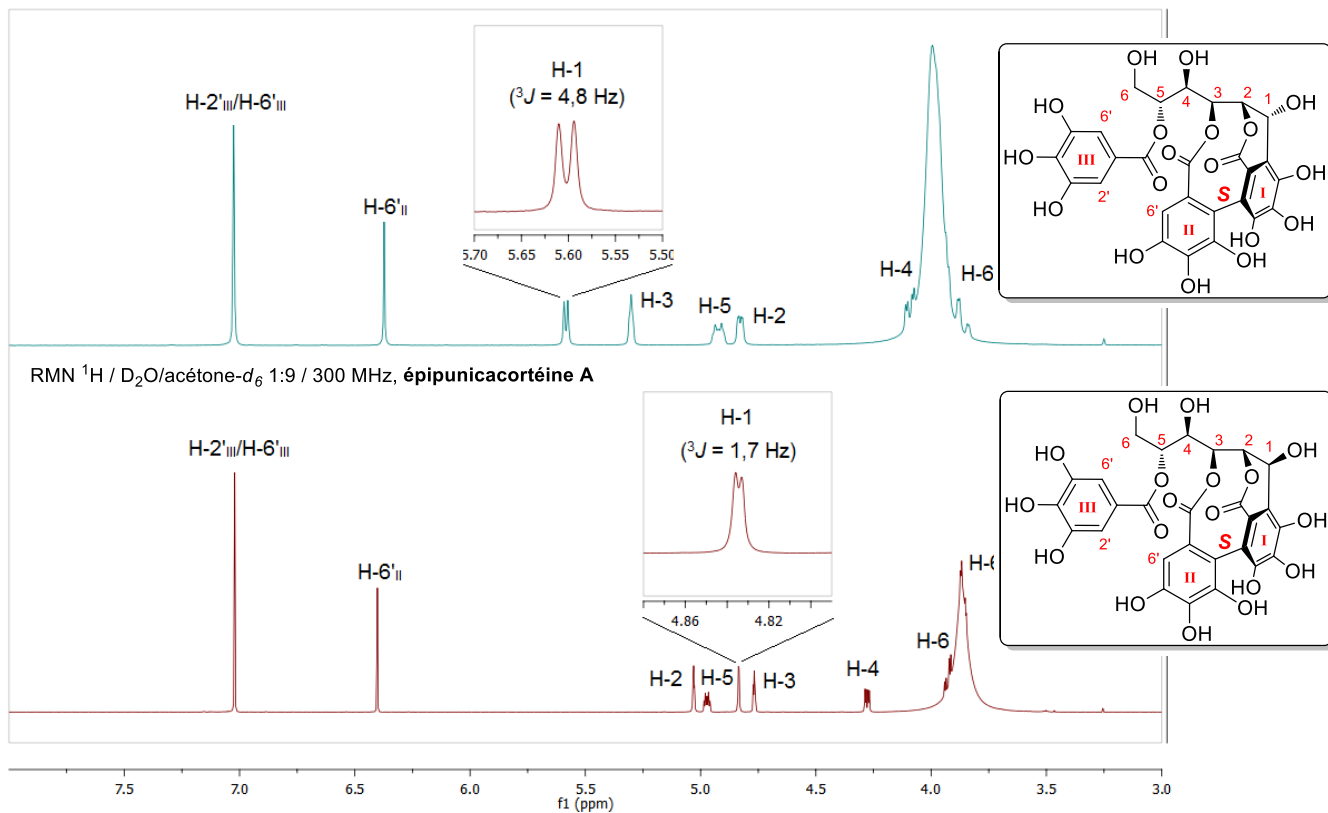 H-1
(³J = 4,8 Hz)
5.70 5.65 5.60 5.55 5.50
H-2'III/H-6'III
H-6'II
H-3
H-5
H-2
H-4
H-6
OH OH
6 5 4 3 2 1
OH
HO
6'
HO
III
HO
2'
O
O
O
O
O
O
S
I
OH
OH
HO
OH
6'
II
HO
HO
OH
RMN ¹H / D₂O/acétone-d₆ 1:9 / 300 MHz, épipunicacortéine A
H-1
(³J = 1,7 Hz)
4.86 4.82
H-2'III/H-6'III
H-6'II
H-2
H-5
H-3
H-4
H-6
OH OH
6 5 4 3 2 1
OH
HO
6'
HO
III
HO
2'
O
O
O
O
O
O
S
I
OH
OH
HO
OH
6'
II
HO
HO
OH
7.5 7.0 6.5 6.0 5.5 5.0 4.5 4.0 3.5 3.0
f1 (ppm)